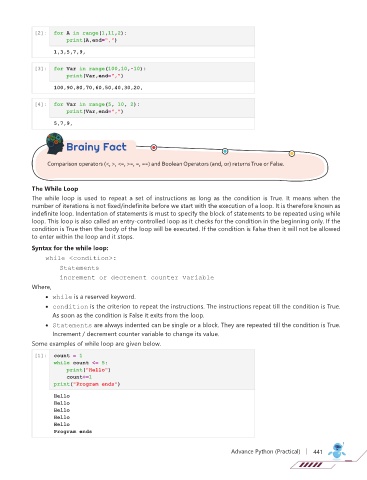 [2]: for A in range(1,11,2):
print(A,end=",")
1,3,5,7,9,
[3]: for Var in range(100,10,-10):
print(Var,end=",")
100,90,80,70,60,50,40,30,20,
[4]: for Var in range(5, 10, 2):
print(Var,end=",")
5,7,9,
Brainy Fact
Comparison operators (<, >, <=, >=, =, ==) and Boolean Operators (and, or) returns True or False.
The While Loop
The while loop is used to repeat a set of instructions as long as the condition is True. It means when the
number of iterations is not fixed/indefinite before we start with the execution of a loop. It is therefore known as
indefinite loop. Indentation of statements is must to specify the block of statements to be repeated using while
loop. This loop is also called an entry-controlled loop as it checks for the condition in the beginning only. If the
condition is True then the body of the loop will be executed. If the condition is False then it will not be allowed
to enter within the loop and it stops.
Syntax for the while loop:
while <condition>:
Statements
increment or decrement counter variable
Where,
• while is a reserved keyword.
• condition is the criterion to repeat the instructions. The instructions repeat till the condition is True.
As soon as the condition is False it exits from the loop.
• Statements are always indented can be single or a block. They are repeated till the condition is True.
Increment / decrement counter variable to change its value.
Some examples of while loop are given below.
[1]: count = 1
while count <= 5:
print("Hello")
count+=1
print("Program ends")
Hello
Hello
Hello
Hello
Hello
Program ends
Advance Python (Practical) | 441